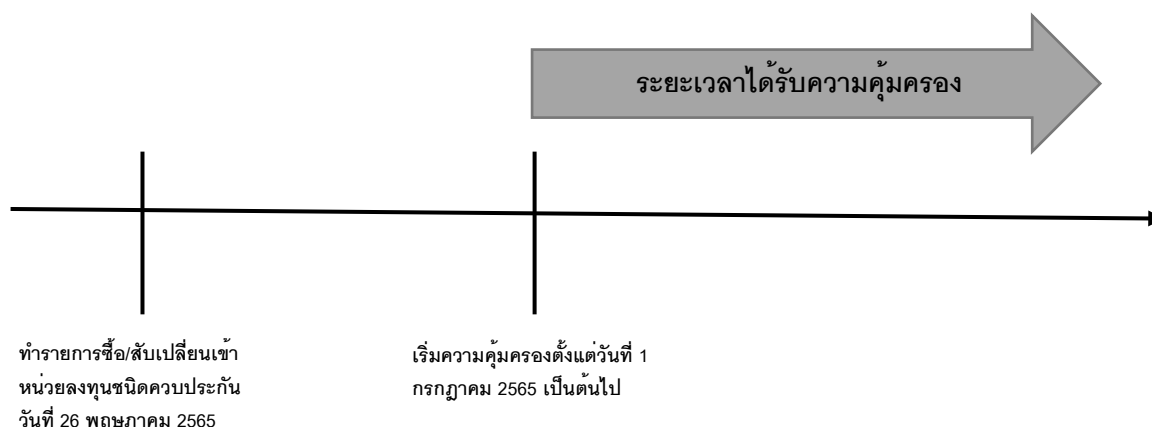 ระยะเวลาได้รับความคุ้มครอง
ทำรายการซื้อ/สับเปลี่ยนเข้า
หน่วยลงทุนชนิดควบประกัน
วันที่ 26 พฤษภาคม 2565
เริ่มความคุ้มครองตั้งแต่วันที่ 1
กรกฎาคม 2565 เป็นต้นไป